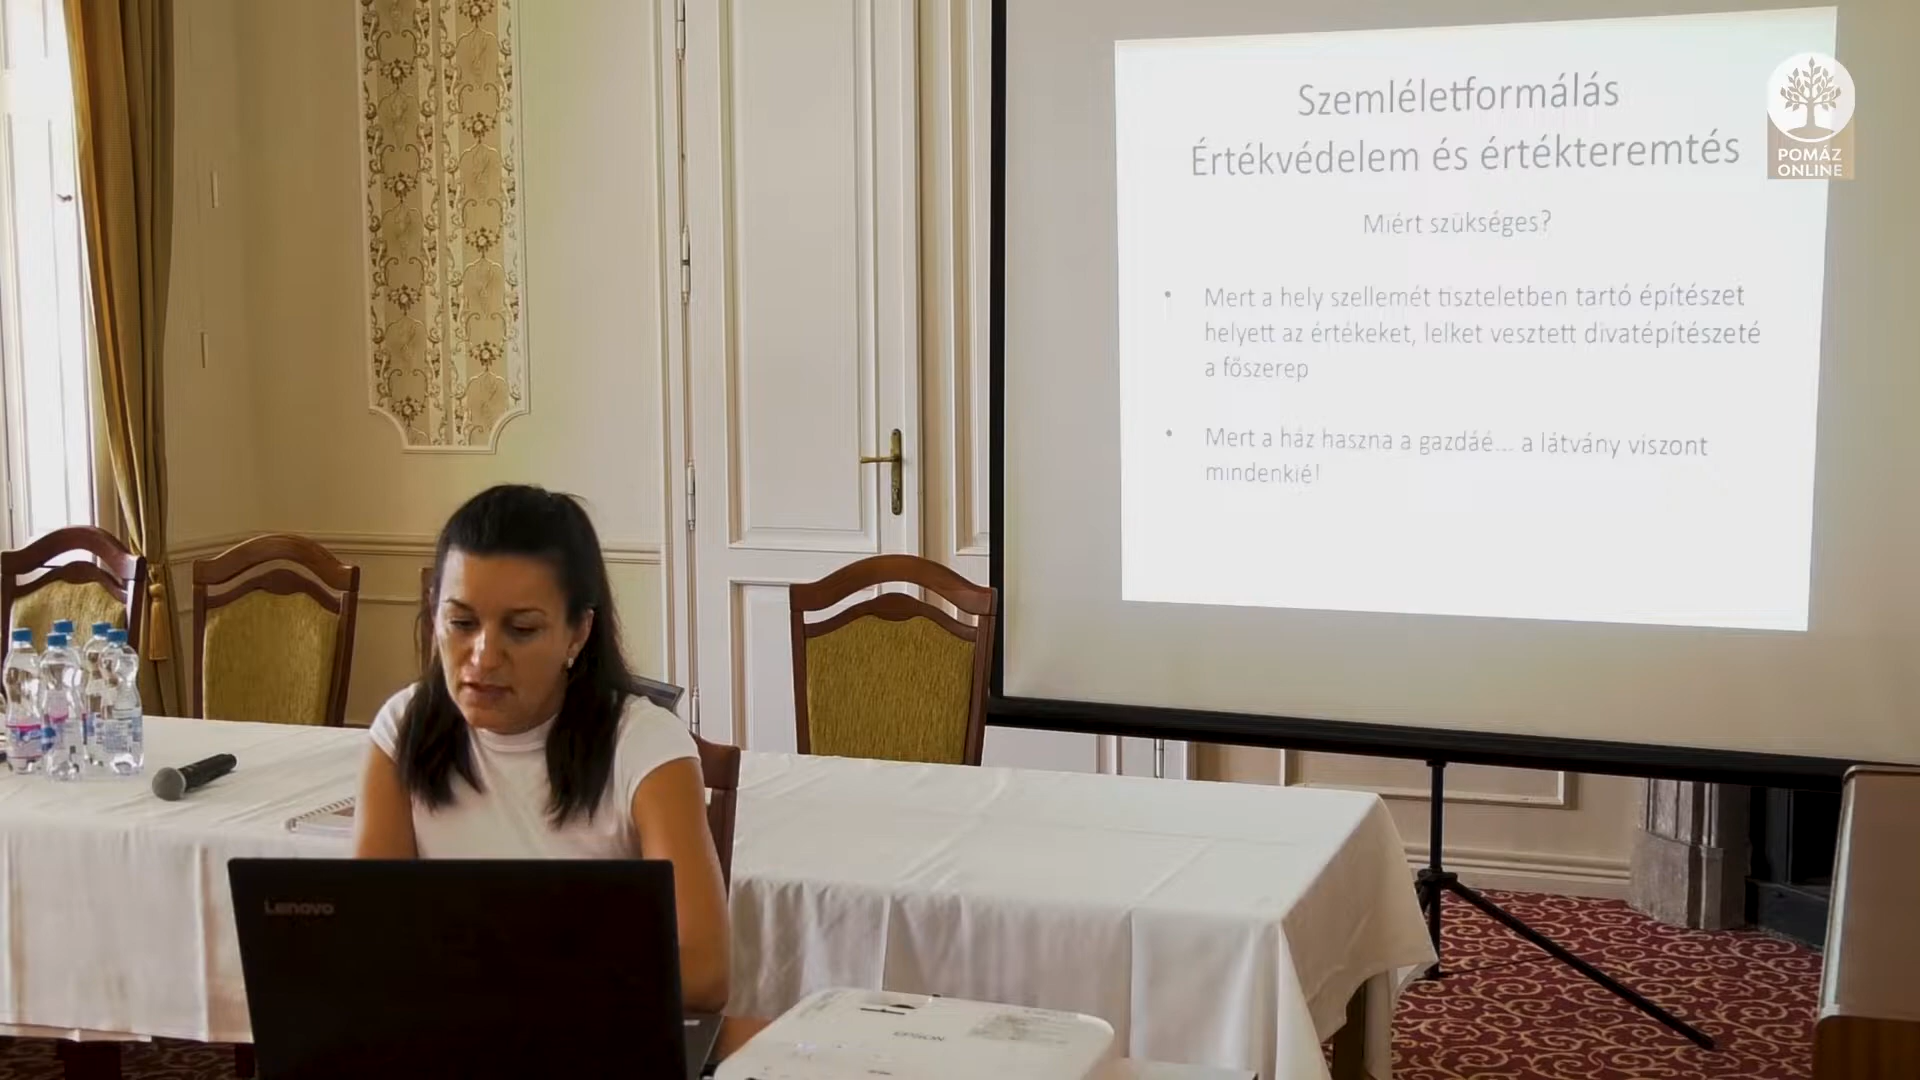 Szemléletformálás
Értékvédelem és értékteremtés
Miért szükséges?
• Mert a hely szellemét tiszteletben tartó építészet
helyett az értékeket, lelket vesztett divatépítészeté
a főszerep
• Mert a ház haszna a gazdáé... a látvány viszont
mindenkié!
POMÁZ
ONLINE
Lenovo
EPSON